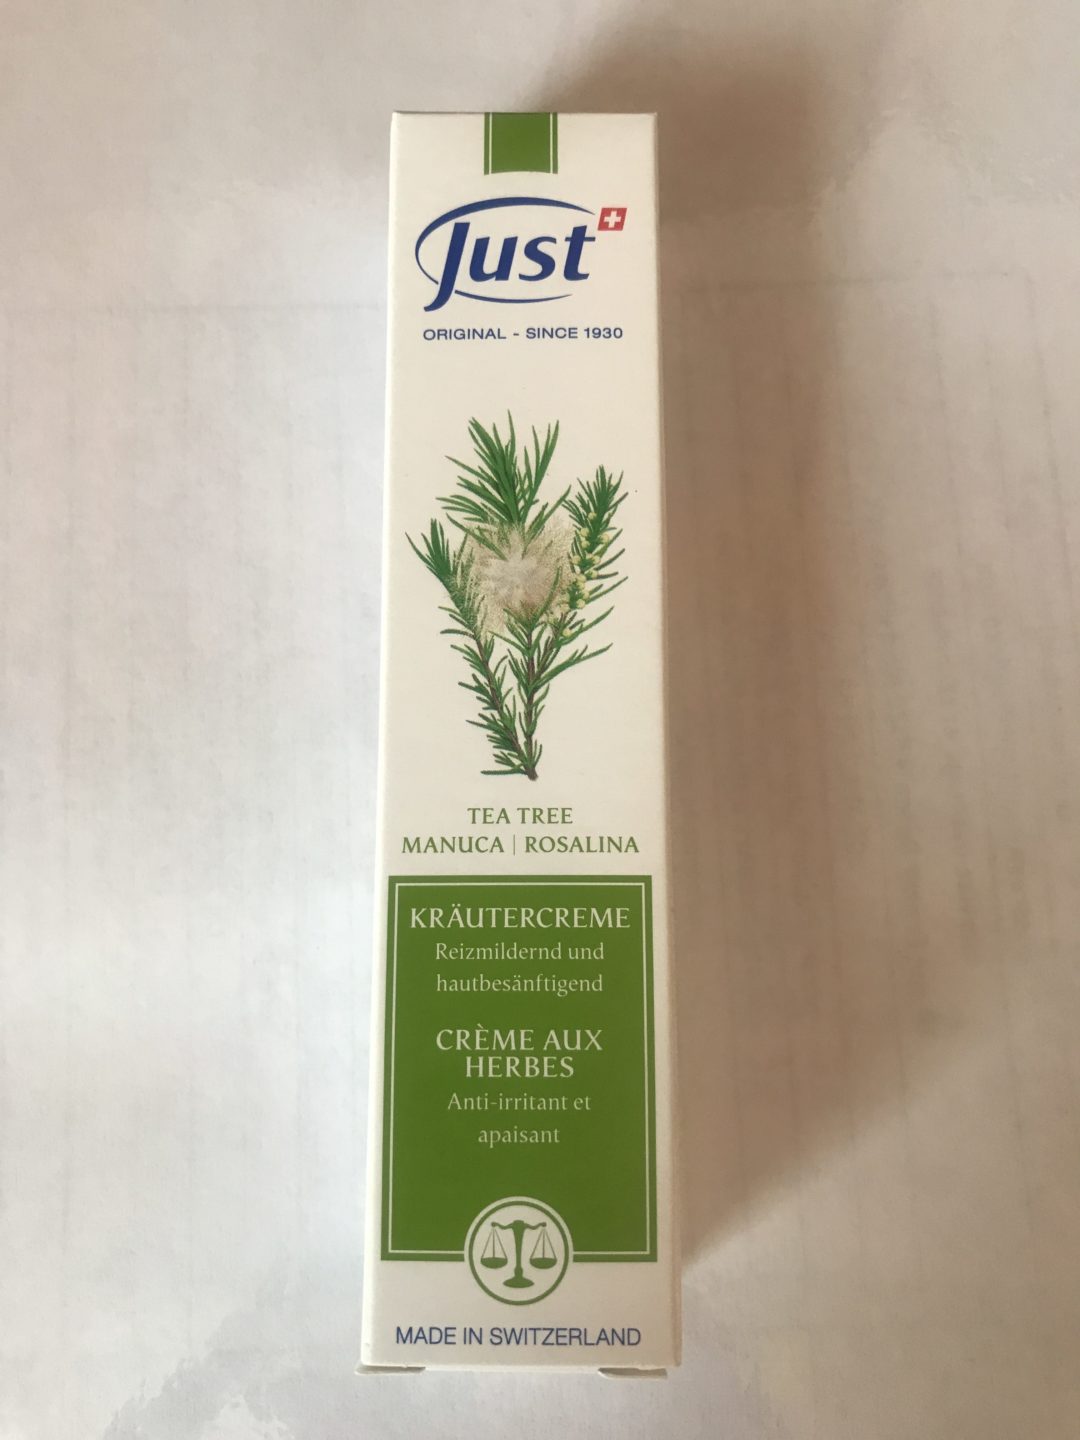 Just
ORIGINAL - SINCE 1930
TEA TREE
MANUCA | ROSALINA
KRÄUTERCREME
Reizmildernd und
hautbesänftigend
CRÈME AUX
HERBES
Anti-irritant et
apaisant
MADE IN SWITZERLAND